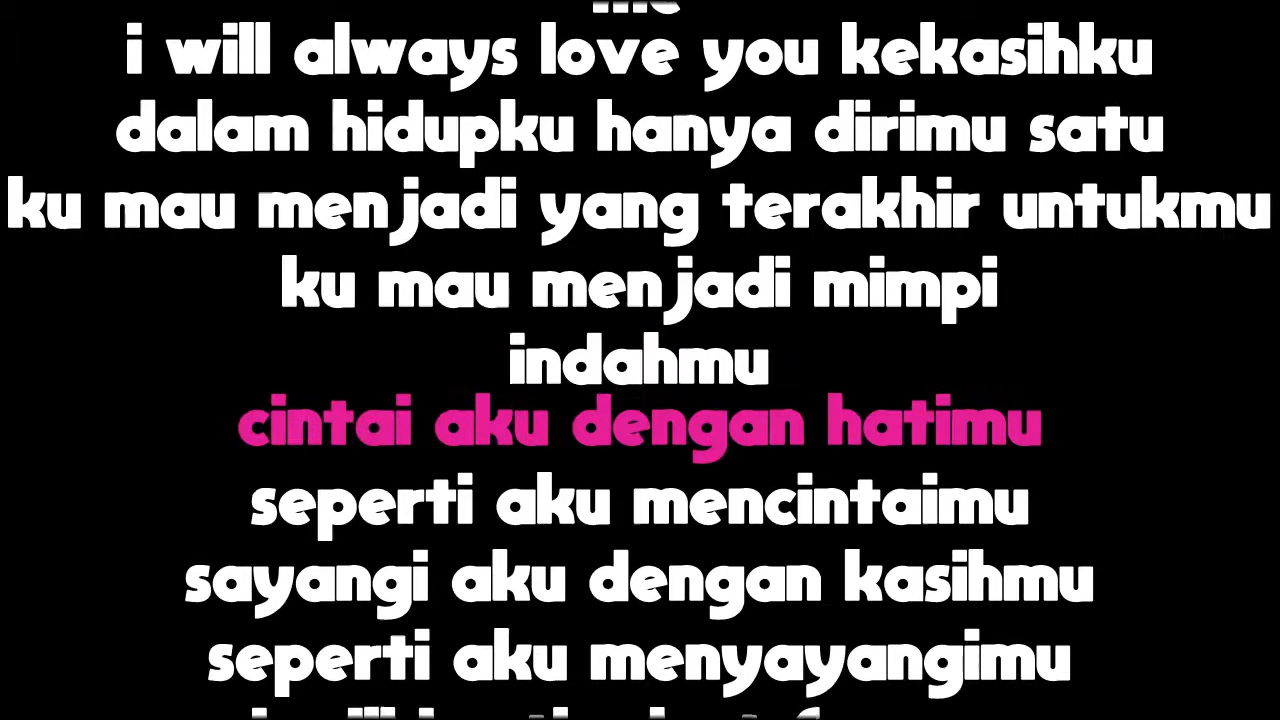 i will always love you kekasihku
dalam hidupku hanya dirimu satu
ku mau menjadi yang terakhir untukmu
ku mau menjadi mimpi
indahmu
cintai aku dengan hatimu
seperti aku mencintaimu
sayangi aku dengan kasihmu
seperti aku menyayangimu